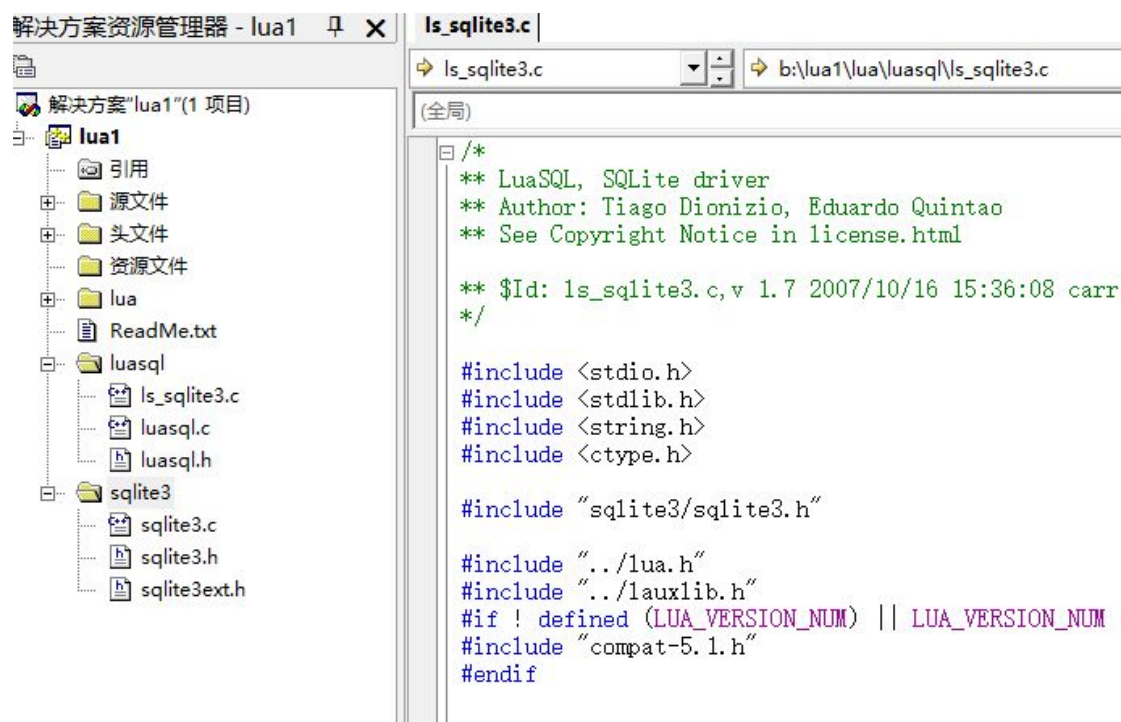 解决方案资源管理器 - lua1
ls_sqlite3.c
ls_sqlite3.c
b:\lua1\lua\luasql\ls_sqlite3.c
(全局)
解决方案"lua1"(1 项目)
lua1
引用
源文件
头文件
资源文件
lua
ReadMe.txt
luasql
ls_sqlite3.c
luasql.c
luasql.h
sqlite3
sqlite3.c
sqlite3.h
sqlite3ext.h
/*
** LuaSQL, SQLite driver
** Author: Tiago Dionizio, Eduardo Quintao
** See Copyright Notice in license.html
** $Id: ls_sqlite3.c,v 1.7 2007/10/16 15:36:08 carr
*/
#include <stdio.h>
#include <stdlib.h>
#include <string.h>
#include <ctype.h>
#include "sqlite3/sqlite3.h"
#include "../lua.h"
#include "../lauxlib.h"
#if ! defined (LUA_VERSION_NUM) || LUA_VERSION_NUM
#include "compat-5.1.h"
#endif